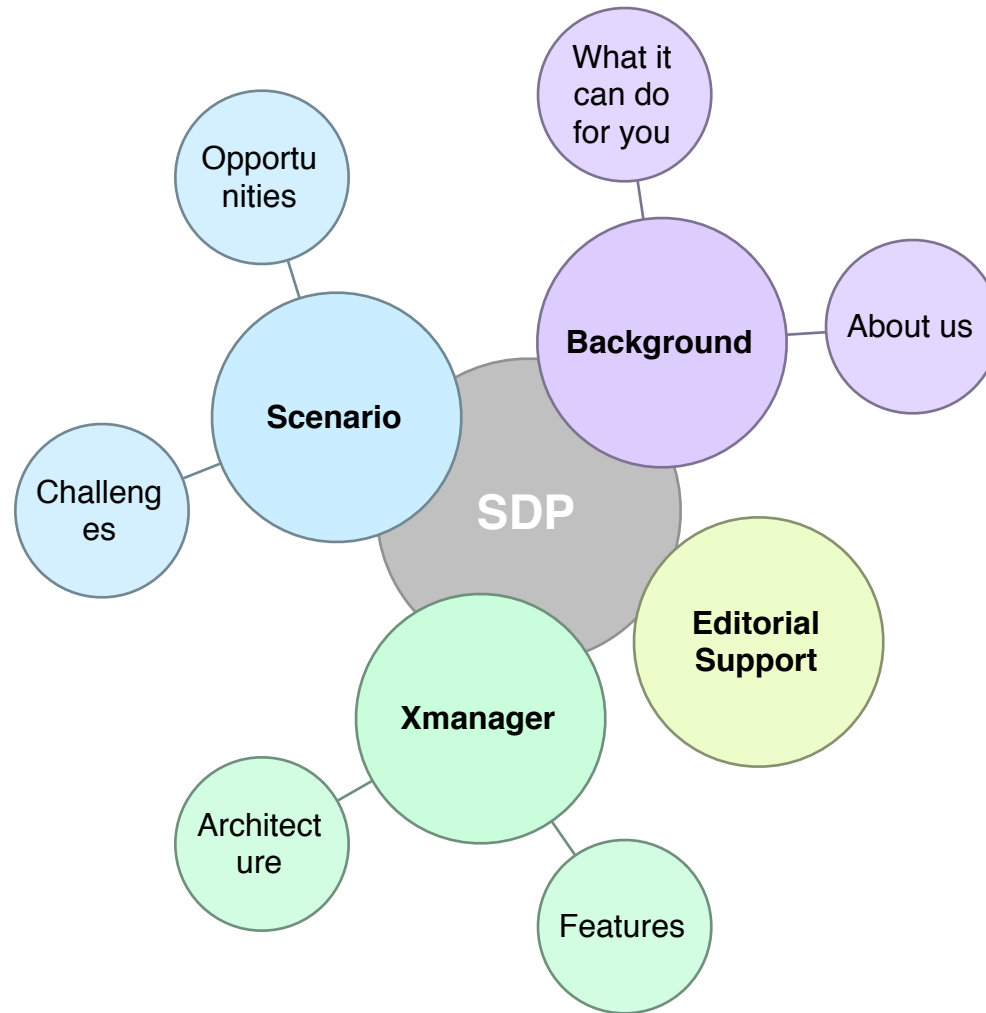 What it
can do
for you
Opportu
nities
About us
Background
Scenario
Challeng
es
SDP
Editorial
Support
Xmanager
Architect
ure
Features